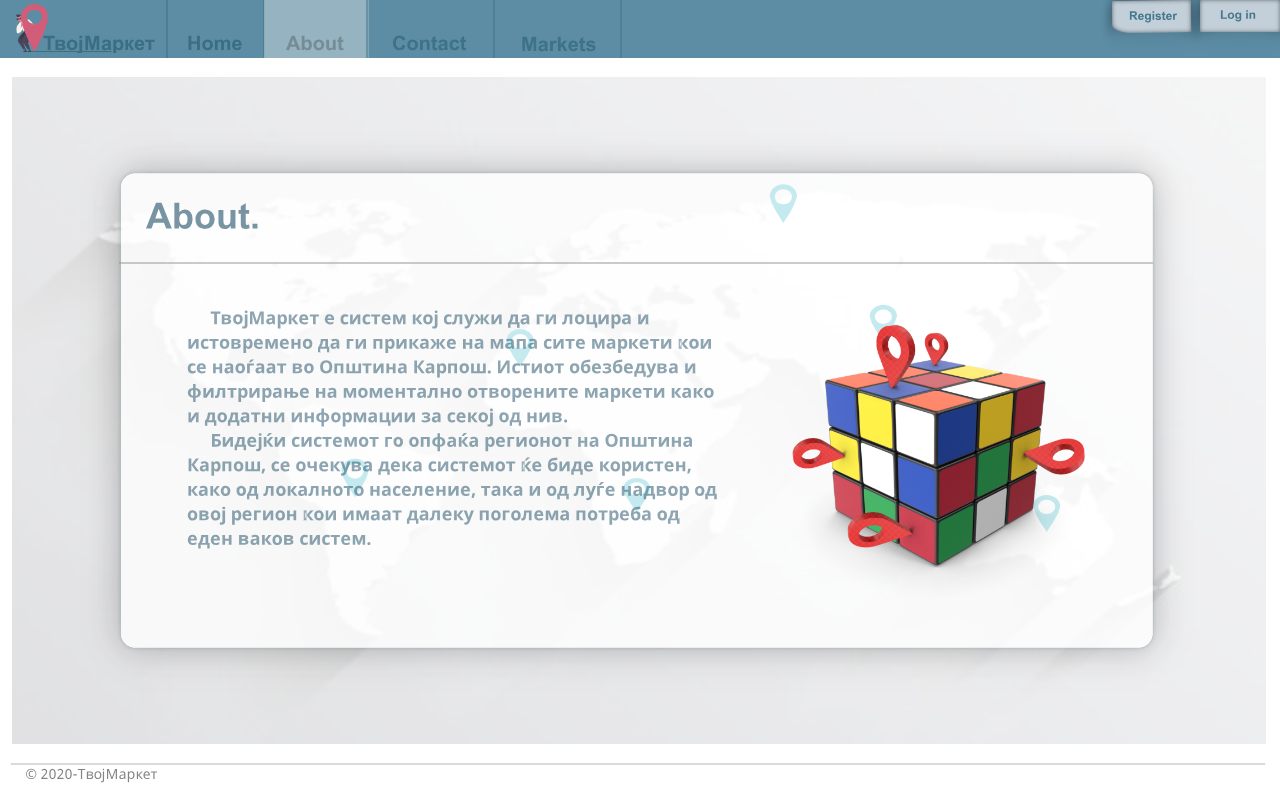 ТвојМаркет Home About Contact Markets Register Log in
About.
ТвојМаркет е систем кој служи да ги лоцира и
истовремено да ги прикаже на мапа сите маркети кои
се наоѓаат во Општина Карпош. Истиот обезбедува и
филтрирање на моментално отворените маркети како
и додатни информации за секој од нив.
Бидејќи системот го опфаќа регионот на Општина
Карпош, се очекува дека системот ќе биде користен,
како од локалното население, така и од луѓе надвор од
овој регион кои имаат далеку поголема потреба од
еден ваков систем.
© 2020-ТвојМаркет